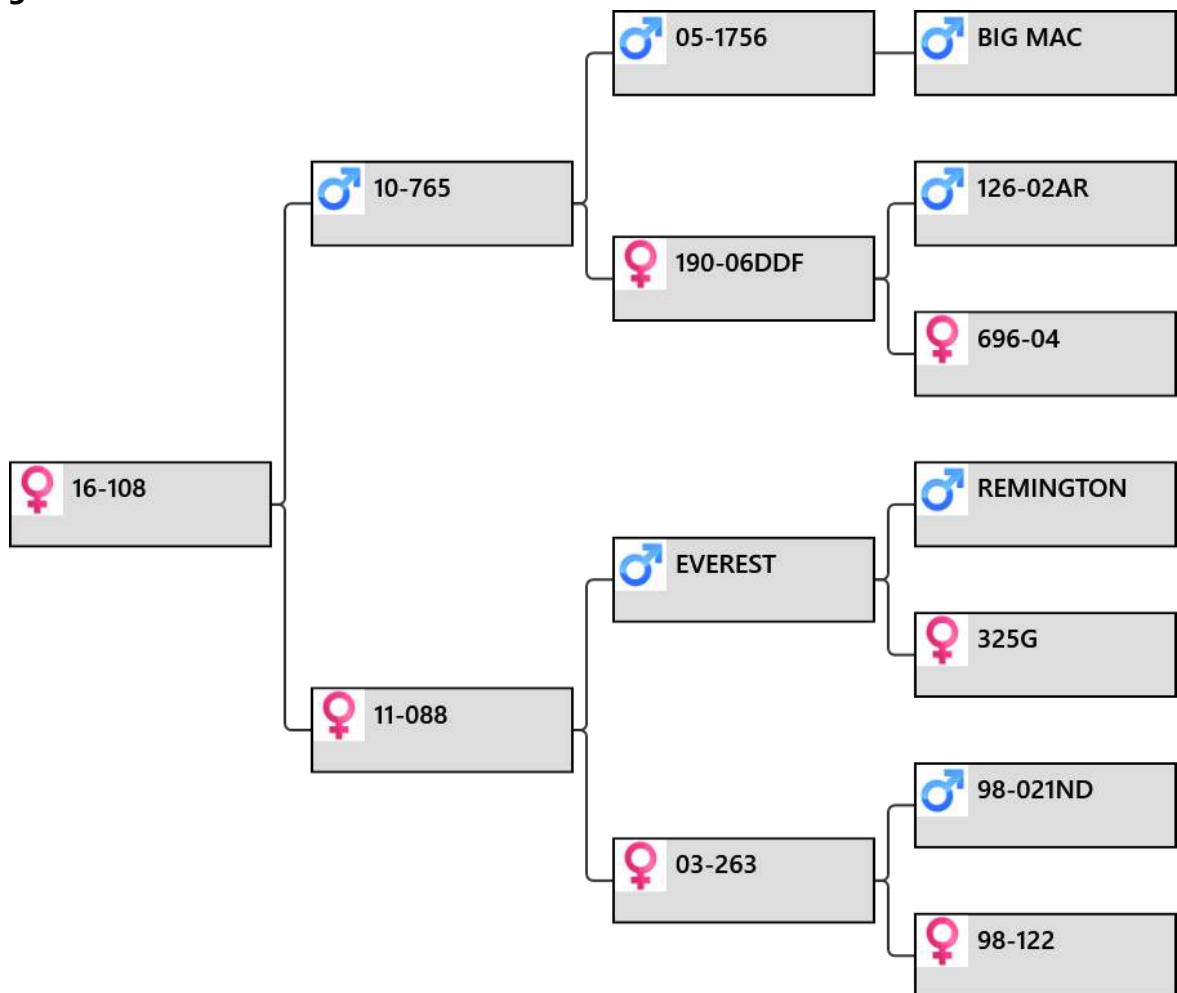 05-1756
BIG MAC
10-765
126-02AR
190-06DDF
696-04
16-108
REMINGTON
EVEREST
325G
11-088
98-021ND
03-263
98-122